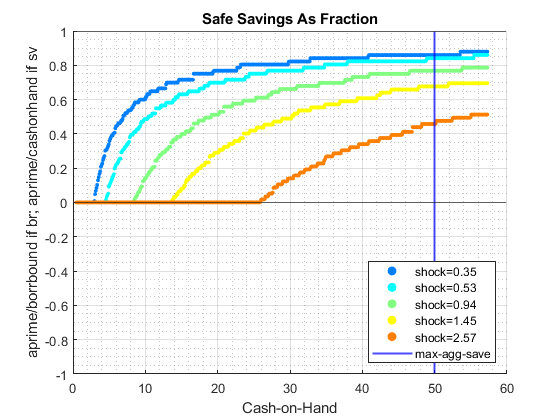 Safe Savings As Fraction
aprime/borrbound if br; aprime/cashonhand if sv
1
0.8
0.6
0.4
0.2
0
-0.2
-0.4
-0.6
-0.8
-1
shock=0.35
shock=0.53
shock=0.94
shock=1.45
shock=2.57
max-agg-save
0 10 20 30 40 50 60
Cash-on-Hand